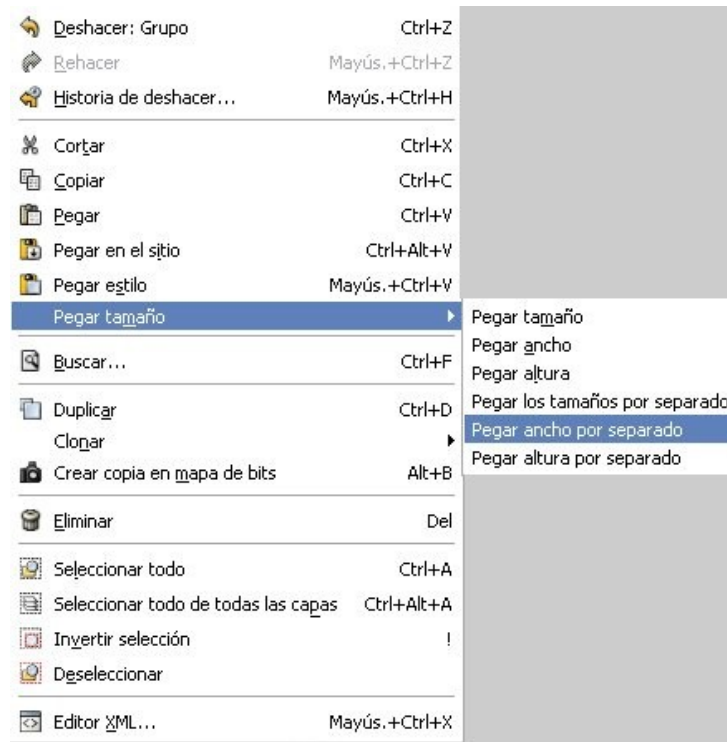 Deshacer: Grupo Ctrl+Z
Rehacer Mayús.+Ctrl+Z
Historia de deshacer... Mayús.+Ctrl+H
Cortar Ctrl+X
Copiar Ctrl+C
Pegar Ctrl+V
Pegar en el sitio Ctrl+Alt+V
Pegar estilo Mayús.+Ctrl+V
Pegar tamaño
Pegar tamaño
Pegar ancho
Pegar altura
Pegar los tamaños por separado
Pegar ancho por separado
Pegar altura por separado
Buscar... Ctrl+F
Duplicar Ctrl+D
Clonar
Crear copia en mapa de bits Alt+B
Eliminar Del
Seleccionar todo Ctrl+A
Seleccionar todo de todas las capas Ctrl+Alt+A
Invertir selección !
Deseleccionar
Editor XML... Mayús.+Ctrl+X